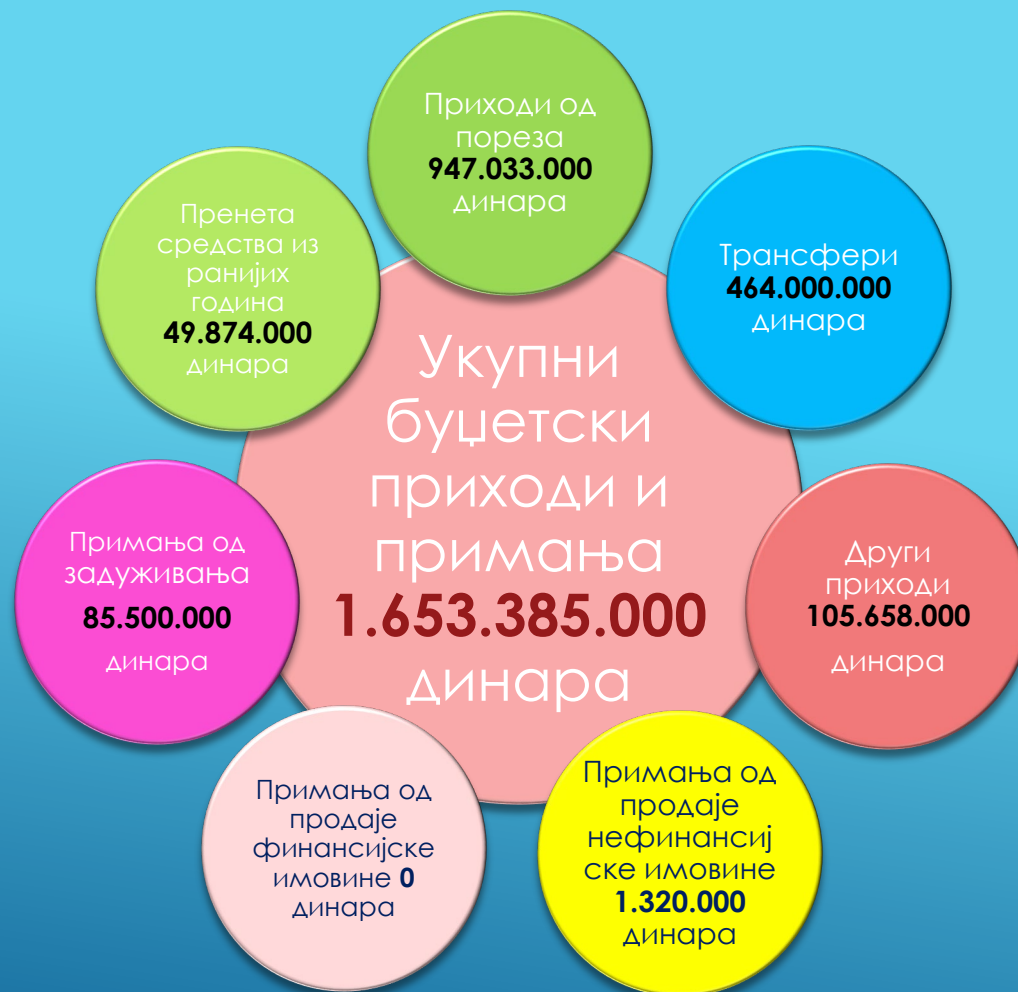 Приходи од
пореза
947.033.000
динара
Трансфери
464.000.000
динара
Други
приходи
105.658.000
динара
Примања од
продаје
нефинансиј
ске имовине
1.320.000
динара
Примања од
продаје
финансијске
имовине 0
динара
Примања од
задуживања
85.500.000
динара
Пренета
средства из
ранијих
година
49.874.000
динара
Укупни
буџетски
приходи и
примања
1.653.385.000
динара